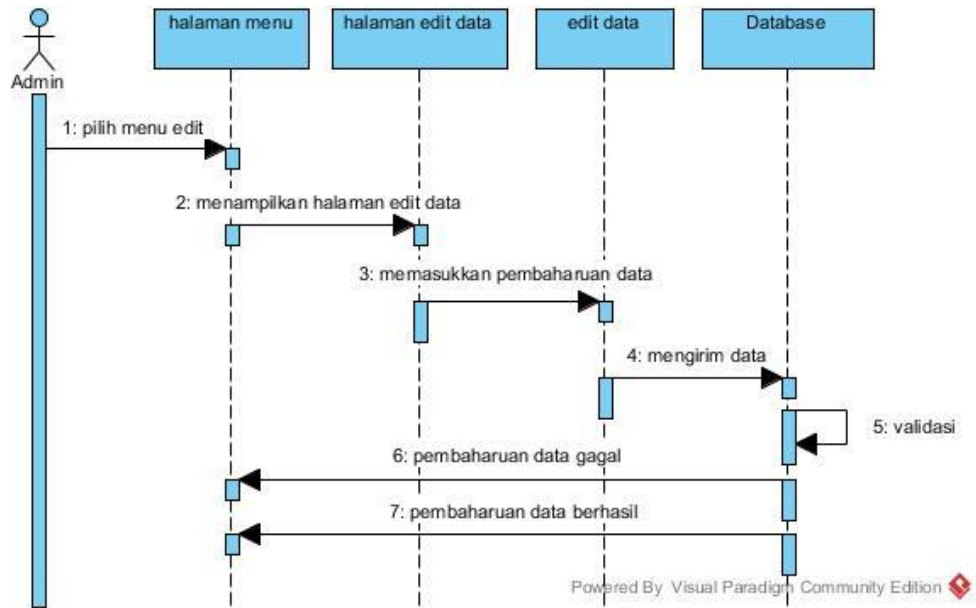 halaman menu
halaman edit data
edit data
Database
Admin
1: pilih menu edit
2: menampilkan halaman edit data
3: memasukkan pembaharuan data
4: mengirim data
5: validasi
6: pembaharuan data gagal
7: pembaharuan data berhasil
Powered By Visual Paradigm Community Edition